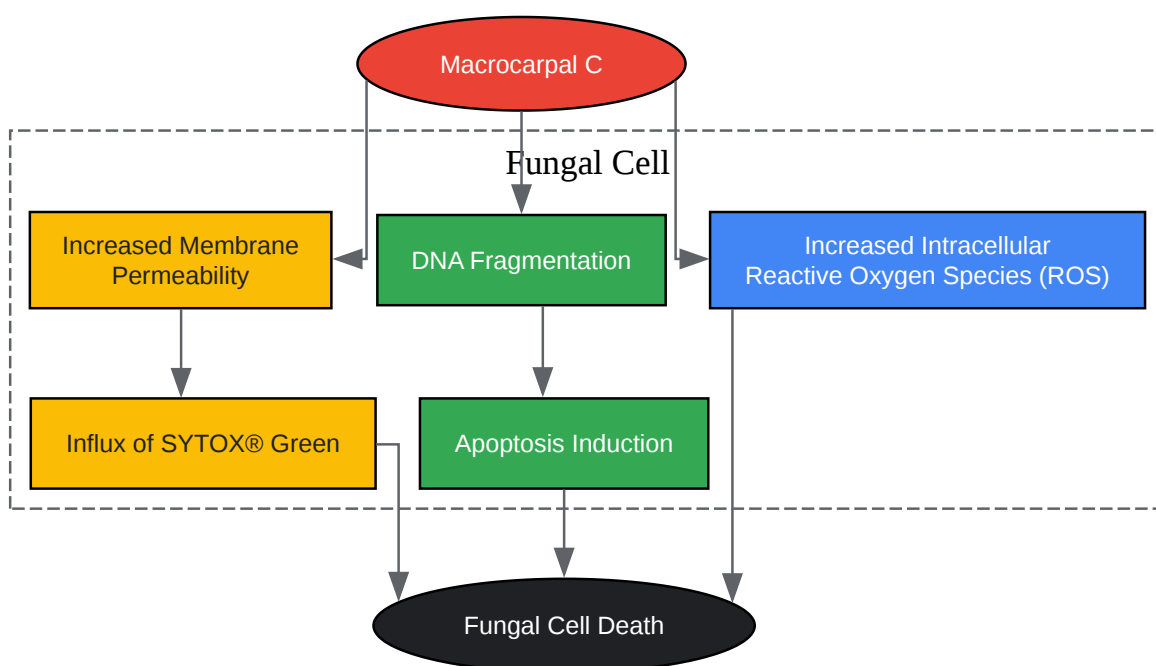 Macrocarpal C
Fungal Cell
Increased Membrane
Permeability
DNA Fragmentation
Increased Intracellular
Reactive Oxygen Species (ROS)
Influx of SYTOX® Green
Apoptosis Induction
Fungal Cell Death